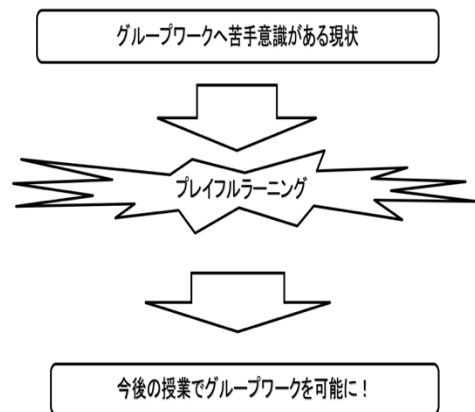 グループワークへ苦手意識がある現状
プレイフルラーニング
今後の授業でグループワークを可能に！